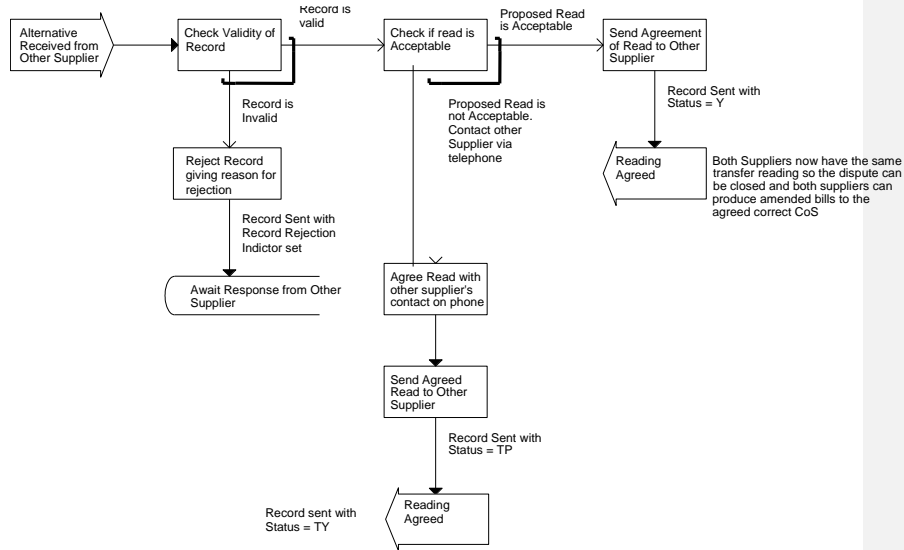 Alternative
Received from
Other Supplier
Check Validity of
Record
Record is
valid
Check if read is
Acceptable
Proposed Read
is Acceptable
Send Agreement
of Read to Other
Supplier
Record is
Invalid
Proposed Read is
not Acceptable.
Contact other
Supplier via
telephone
Record Sent with
Status = Y
Reject Record
giving reason for
rejection
Reading
Agreed
Both Suppliers now have the same
transfer reading so the dispute can
be closed and both suppliers can
produce amended bills to the
agreed correct CoS
Record Sent with
Record Rejection
Indictor set
Await Response from Other
Supplier
Agree Read with
other supplier's
contact on phone
Send Agreed
Read to Other
Supplier
Record Sent with
Status = TP
Record sent with
Status = TY
Reading
Agreed